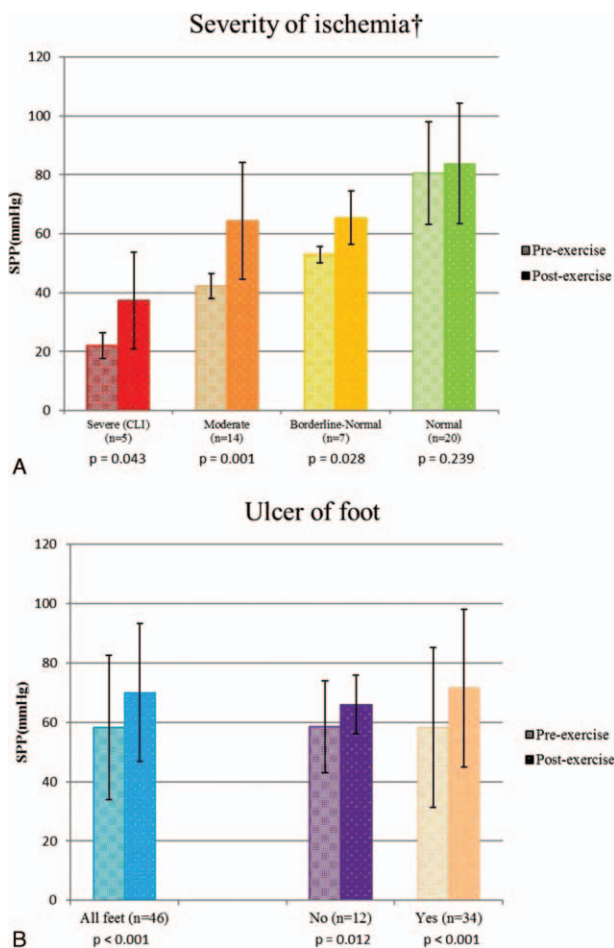 Severity of ischemia†
120
100
80
60
40
20
0
SPP(mmHg)
Severe (CLI) Moderate Borderline-Normal Normal
(n=5) (n=14) (n=7) (n=20)
p = 0.043 p = 0.001 p = 0.028 p = 0.239
Pre-exercise
Post-exercise
A
Ulcer of foot
120
100
80
60
40
20
0
SPP(mmHg)
All feet (n=46) No (n=12) Yes (n=34)
p < 0.001 p = 0.012 p < 0.001
Pre-exercise
Post-exercise
B